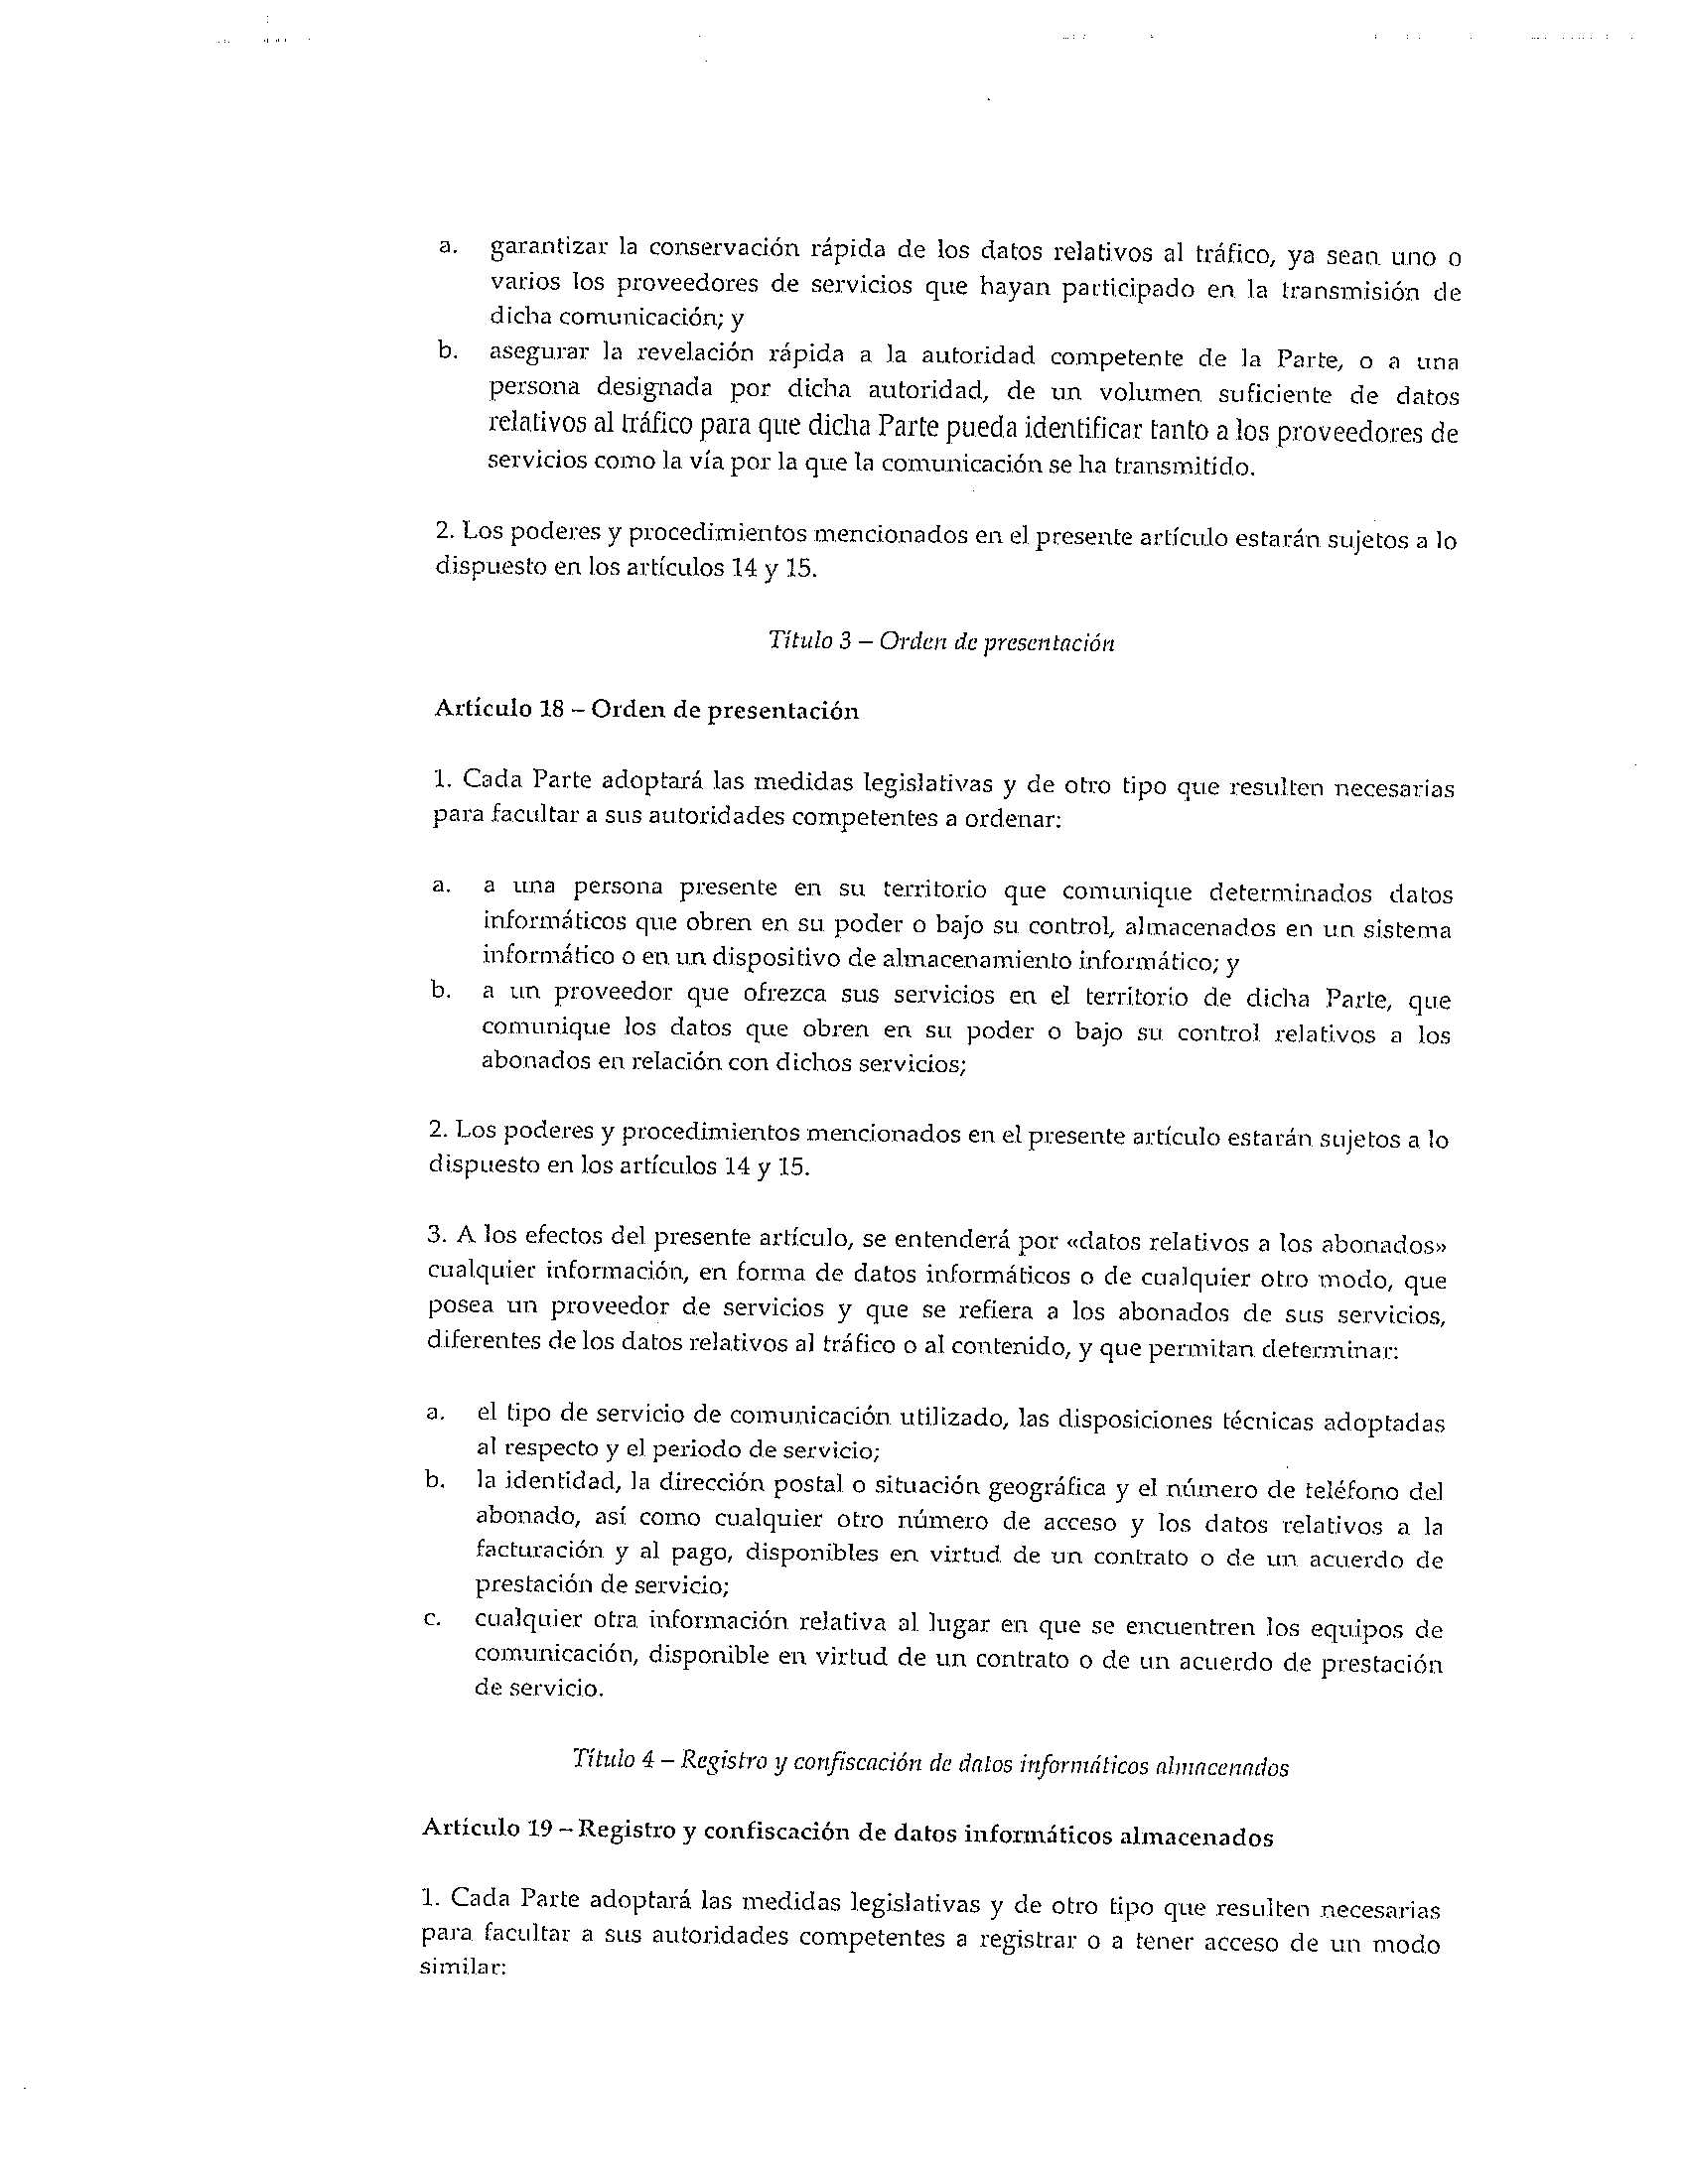 a. garantizar la conservación rápida de los datos relativos al tráfico, ya sean uno o
varios los proveedores de servicios que hayan participado en la transmisión de
dicha comunicación; y
b. asegurar la revelación rápida a la autoridad competente de la Parte, o a una
persona designada por dicha autoridad, de un volumen suficiente de datos
relativos al tráfico para que dicha Parte pueda identificar tanto a los proveedores de
servicios como la vía por la que la comunicación se ha transmitido.
2. Los poderes y procedimientos mencionados en el presente artículo estarán sujetos a lo
dispuesto en los artículos 14 y 15.
Título 3 – Orden de presentación
Artículo 18 – Orden de presentación
1. Cada Parte adoptará las medidas legislativas y de otro tipo que resulten necesarias
para facultar a sus autoridades competentes a ordenar:
a. a una persona presente en su territorio que comunique determinados datos
informáticos que obren en su poder o bajo su control, almacenados en un sistema
informático o en un dispositivo de almacenamiento informático; y
b. a un proveedor que ofrezca sus servicios en el territorio de dicha Parte, que
comunique los datos que obren en su poder o bajo su control relativos a los
abonados en relación con dichos servicios;
2. Los poderes y procedimientos mencionados en el presente artículo estarán sujetos a lo
dispuesto en los artículos 14 y 15.
3. A los efectos del presente artículo, se entenderá por «datos relativos a los abonados»
cualquier información, en forma de datos informáticos o de cualquier otro modo, que
posea un proveedor de servicios y que se refiera a los abonados de sus servicios,
diferentes de los datos relativos al tráfico o al contenido, y que permitan determinar:
a. el tipo de servicio de comunicación utilizado, las disposiciones técnicas adoptadas
al respecto y el periodo de servicio;
b. la identidad, la dirección postal o situación geográfica y el número de teléfono del
abonado, así como cualquier otro número de acceso y los datos relativos a la
facturación y al pago, disponibles en virtud de un contrato o de un acuerdo de
prestación de servicio;
c. cualquier otra información relativa al lugar en que se encuentren los equipos de
comunicación, disponible en virtud de un contrato o de un acuerdo de prestación
de servicio.
Título 4 – Registro y confiscación de datos informáticos almacenados
Artículo 19 – Registro y confiscación de datos informáticos almacenados
1. Cada Parte adoptará las medidas legislativas y de otro tipo que resulten necesarias
para facultar a sus autoridades competentes a registrar o a tener acceso de un modo
similar: